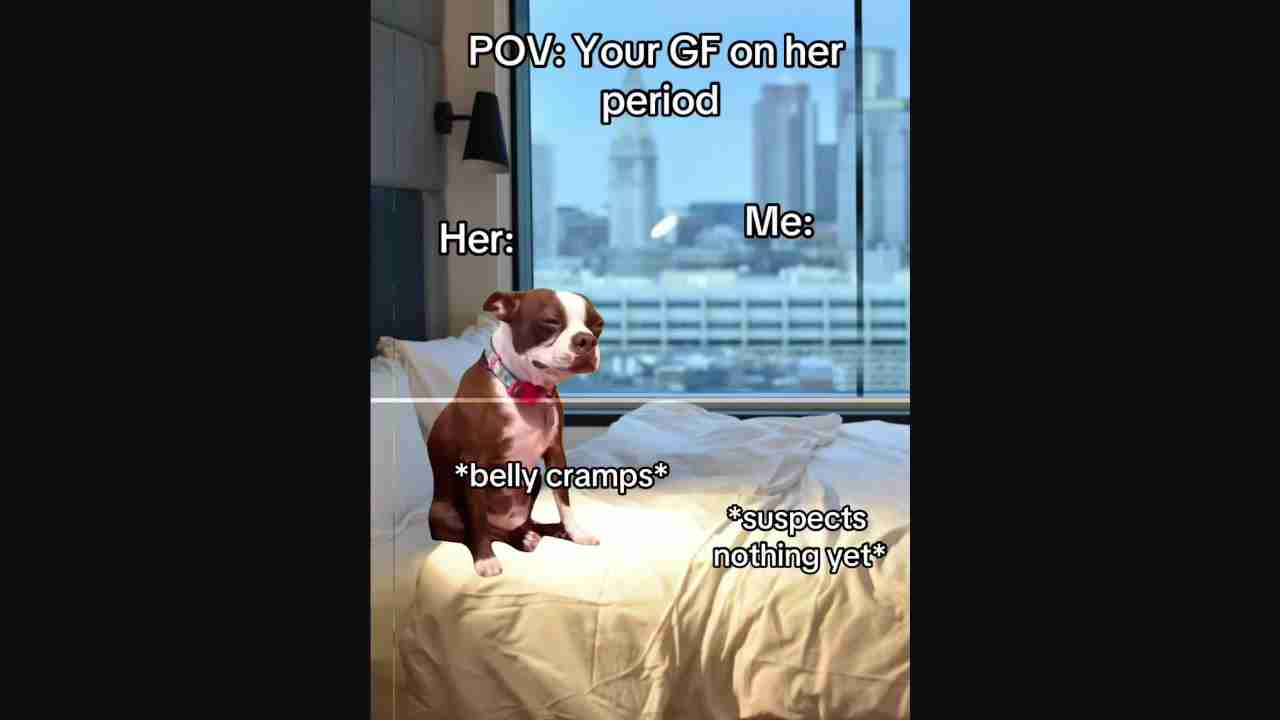 POV: Your GF on her
period
Her:
Me:
*belly cramps*
*suspects
nothing yet*